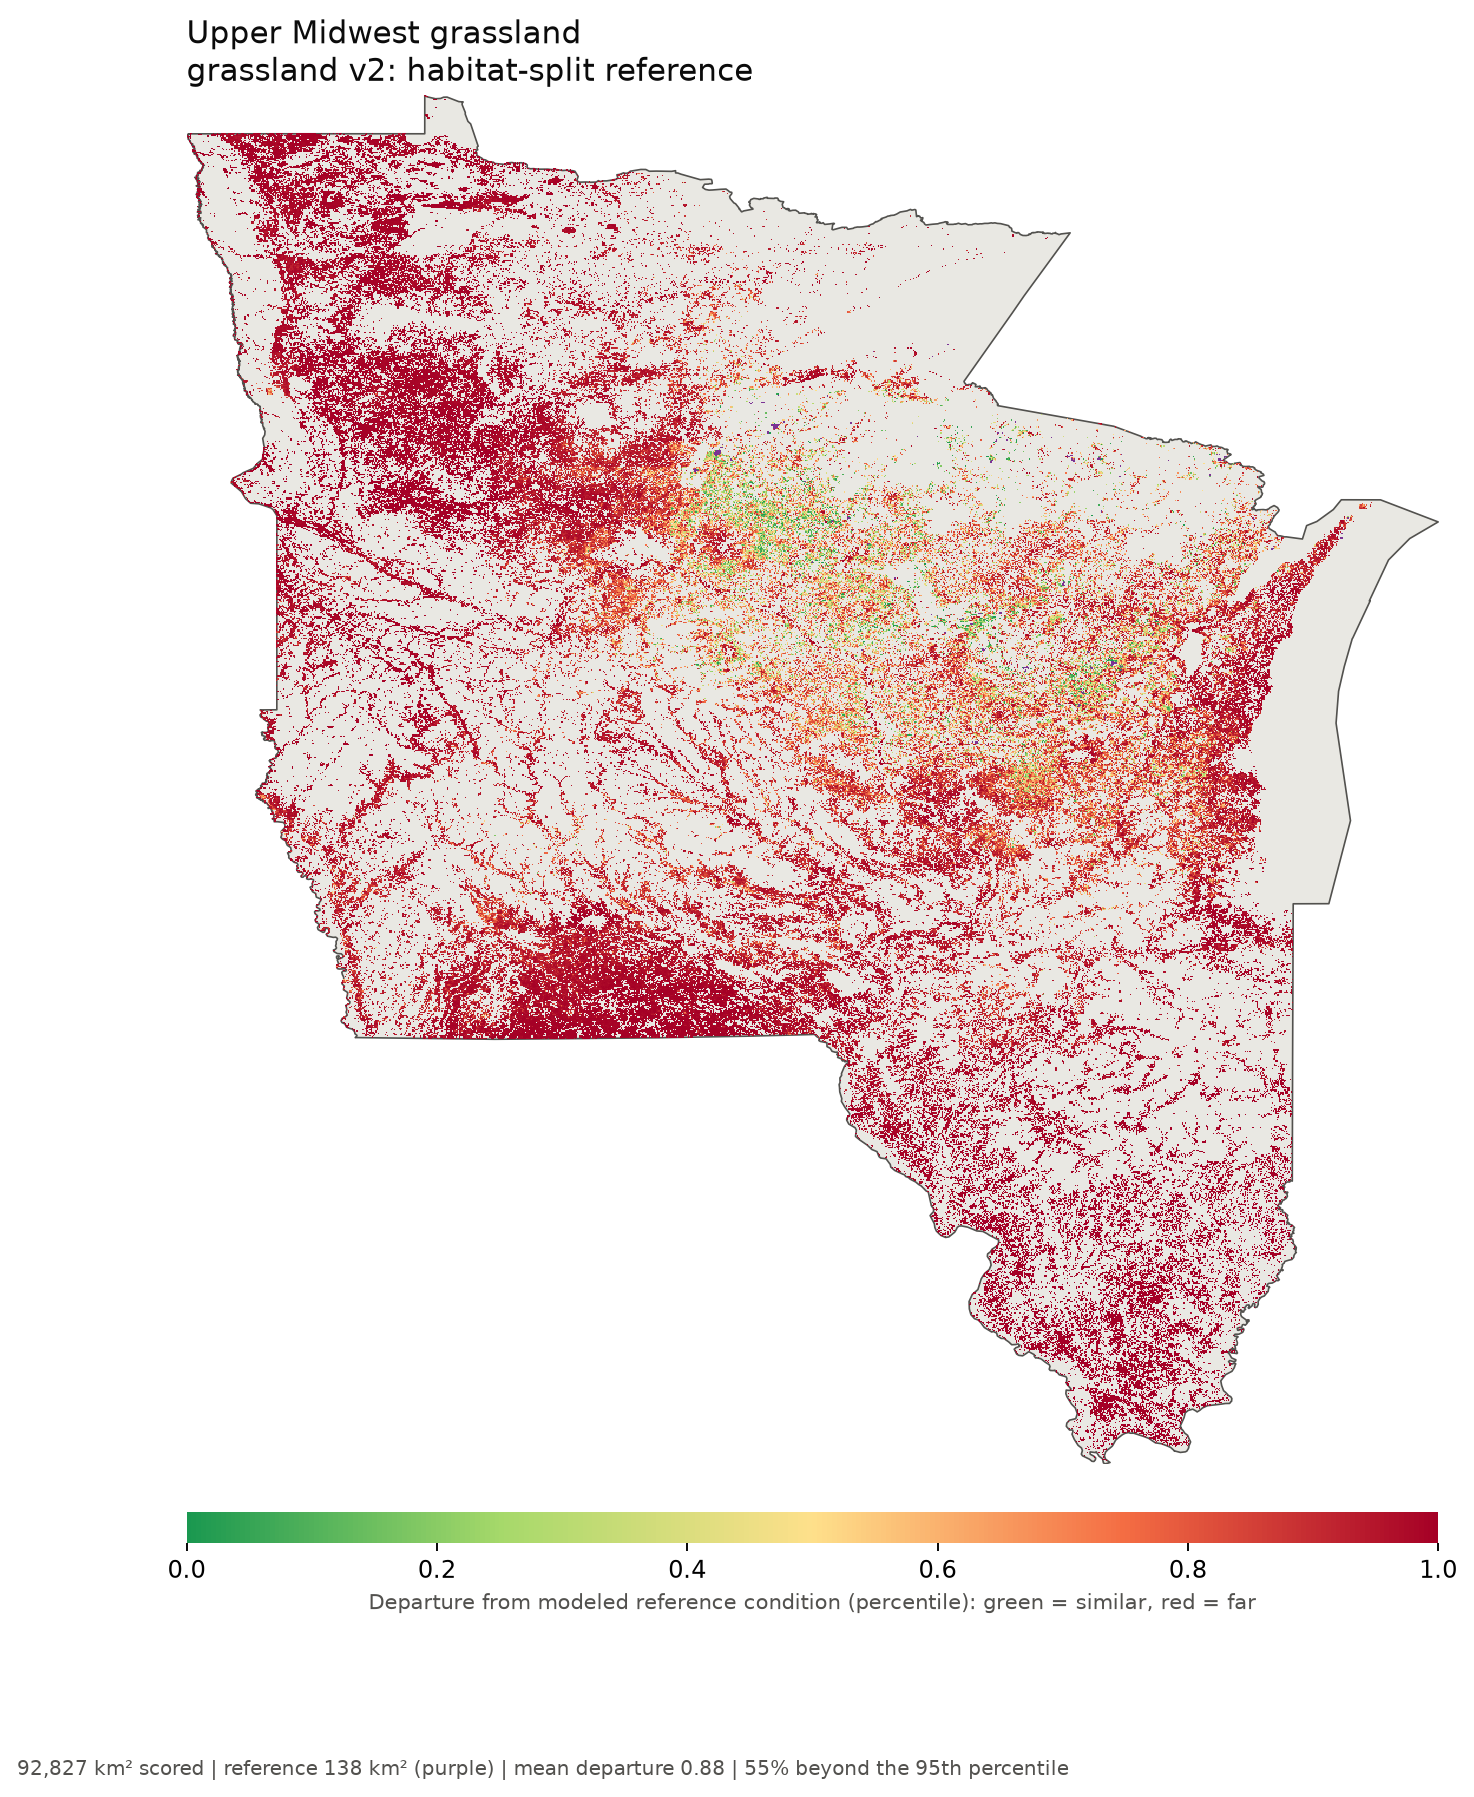 Upper Midwest grassland
grassland v2: habitat-split reference
0.0 0.2 0.4 0.6 0.8 1.0
Departure from modeled reference condition (percentile): green = similar, red = far
92,827 km² scored | reference 138 km² (purple) | mean departure 0.88 | 55% beyond the 95th percentile